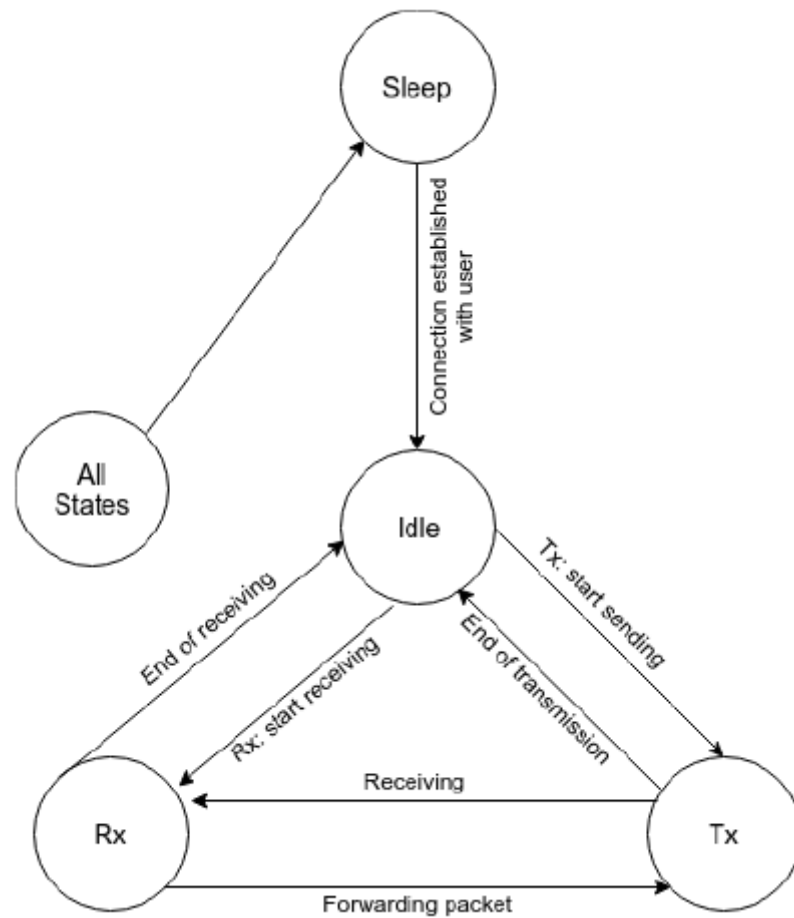 Sleep
Connection established
with user
All
States
Idle
End of receiving
Rx: start receiving
Tx: start sending
End of transmission
Receiving
Rx
Tx
Forwarding packet